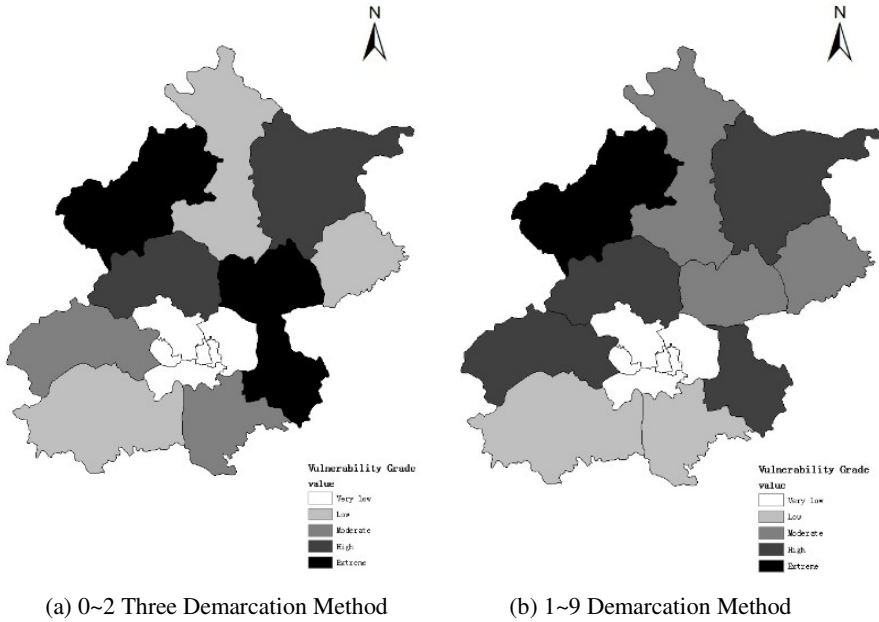 N
N
Vulnerability Grade
value
Very low
Low
Moderate
High
Extreme
Vulnerability Grade
value
Very low
Low
Moderate
High
Extreme
(a) 0~2 Three Demarcation Method
(b) 1~9 Demarcation Method